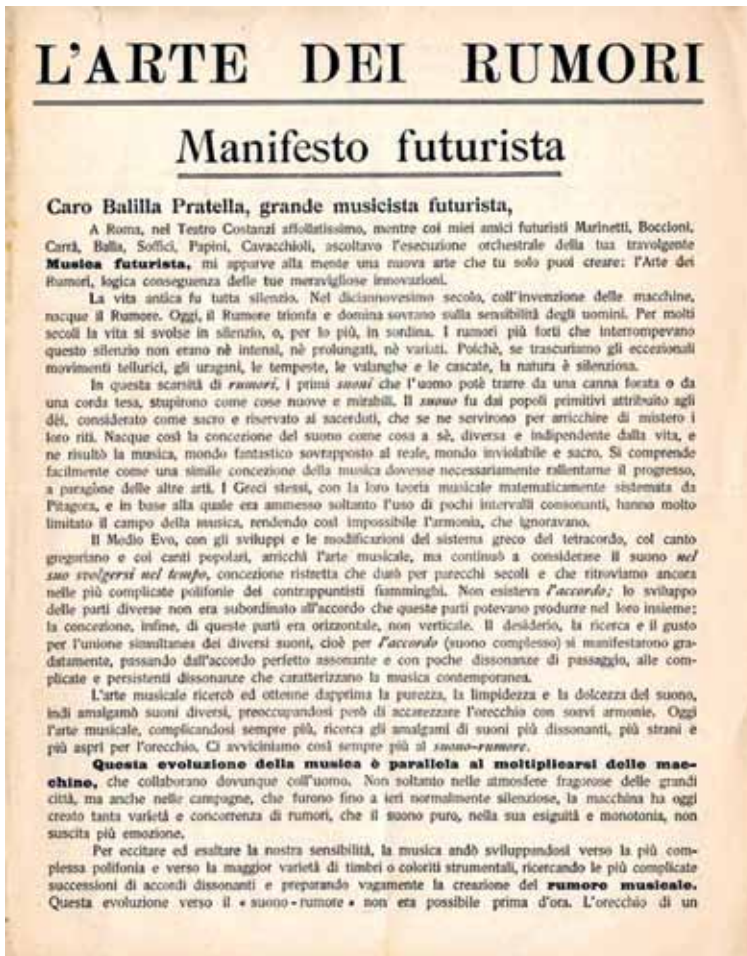 L'ARTE DEI RUMORI
Manifesto futurista
Caro Balilla Pratella, grande musicista futurista,
A Roma, nel Teatro Costanzi affollatissimo, mentre coi miei amici futuristi Marinetti, Boccioni,
Carrà, Balla, Soffici, Papini, Cavacchioli, ascoltavo l'esecuzione orchestrale della tua travolgente
Musica futurista, mi apparve alla mente una nuova arte che tu solo puoi creare: l'Arte dei
Rumori, logica conseguenza delle tue meravigliose innovazioni.
La vita antica fu tutta silenzio. Nel diciannovesimo secolo, coll'invenzione delle macchine,
nacque il Rumore. Oggi, il Rumore trionfa e domina sovrano sulla sensibilità degli uomini. Per molti
secoli la vita si svolse in silenzio, o, per lo più, in sordina. I rumori più forti che interrompevano
questo silenzio non erano nè intensi, nè prolungati, nè variati. Poichè, se trascuriamo gli eccezionali
movimenti tellurici, gli uragani, le tempeste, le valanghe e le cascate, la natura è silenziosa.
In questa scarsità di rumori, i primi suoni che l'uomo potè trarre da una canna forata o da
una corda tesa, stupirono come cose nuove e mirabili. Il suono fu dai popoli primitivi attribuito agli
dèi, considerato come sacro e riservato ai sacerdoti, che se ne servirono per arricchire di mistero i
loro riti. Nacque così la concezione del suono come cosa a sè, diversa e indipendente dalla vita, e
ne risultò la musica, mondo fantastico sovrapposto al reale, mondo inviolabile e sacro. Si comprende
facilmente come una simile concezione della musica dovesse necessariamente rallentarne il progresso,
a paragone delle altre arti. I Greci stessi, con la loro teoria musicale matematicamente sistemata da
Pitagora, e in base alla quale era ammesso soltanto l'uso di pochi intervalli consonanti, hanno molto
limitato il campo della musica, rendendo così impossibile l'armonia, che ignoravano.
Il Medio Evo, con gli sviluppi e le modificazioni del sistema greco del tetracordo, col canto
gregoriano e coi canti popolari, arricchì l'arte musicale, ma continuò a considerare il suono nel
suo svolgersi nel tempo, concezione ristretta che durò per parecchi secoli e che ritroviamo ancora
nelle più complicate polifonie dei contrappuntisti fiamminghi. Non esisteva l'accordo; lo sviluppo
delle parti diverse non era subordinato all'accordo che queste parti potevano produrre nel loro insieme;
la concezione, infine, di queste parti era orizzontale, non verticale. Il desiderio, la ricerca e il gusto
per l'unione simultanea dei diversi suoni, cioè per l'accordo (suono complesso) si manifestarono gra-
datamente, passando dall'accordo perfetto assonante e con poche dissonanze di passaggio, alle com-
plicate e persistenti dissonanze che caratterizzano la musica contemporanea.
L'arte musicale ricercò ed ottenne dapprima la purezza, la limpidezza e la dolcezza del suono,
indi amalgamò suoni diversi, preoccupandosi però di accarezzare l'orecchio con soavi armonie. Oggi
l'arte musicale, complicandosi sempre più, ricerca gli amalgami di suoni più dissonanti, più strani e
più aspri per l'orecchio. Ci avviciniamo così sempre più al suono-rumore.
Questa evoluzione della musica è parallela al moltiplicarsi delle mac-
chine, che collaborano dovunque coll'uomo. Non soltanto nelle atmosfere fragorose delle grandi
città, ma anche nelle campagne, che furono fino a ieri normalmente silenziose, la macchina ha oggi
creato tanta varietà e concorrenza di rumori, che il suono puro, nella sua esiguità e monotonia, non
suscita più emozione.
Per eccitare ed esaltare la nostra sensibilità, la musica andò sviluppandosi verso la più com-
plessa polifonia e verso la maggior varietà di timbri o coloriti strumentali, ricercando le più complicate
successioni di accordi dissonanti e preparando vagamente la creazione del rumore musicale.
Questa evoluzione verso il « suono-rumore » non era possibile prima d'ora. L'orecchio di un